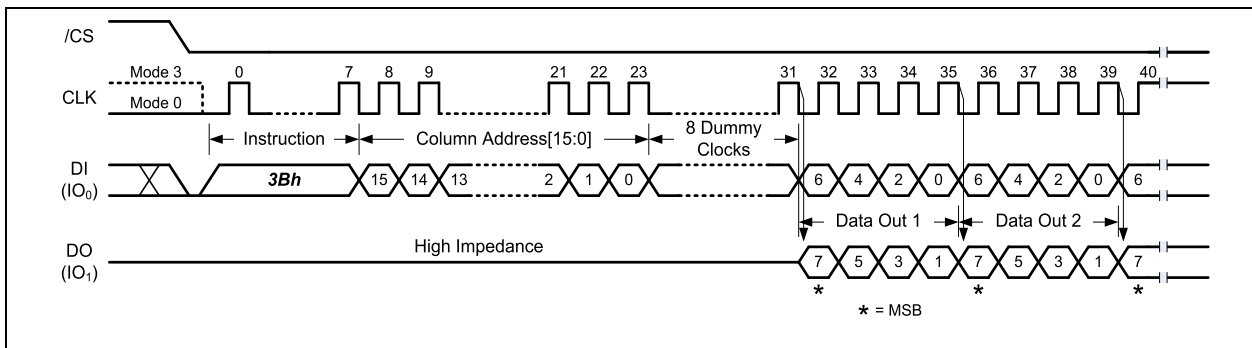 /CS
Mode 3 0 7 8 9 21 22 23 31 32 33 34 35 36 37 38 39 40
CLK Mode 0
Instruction Column Address[15:0] 8 Dummy
Clocks
DI
(IO0) 3Bh 15 14 13 2 1 0 6 4 2 0 6 4 2 0 6
Data Out 1 Data Out 2
High Impedance
DO
(IO1) 7 5 3 1 7 5 3 1 7
* * *
* = MSB